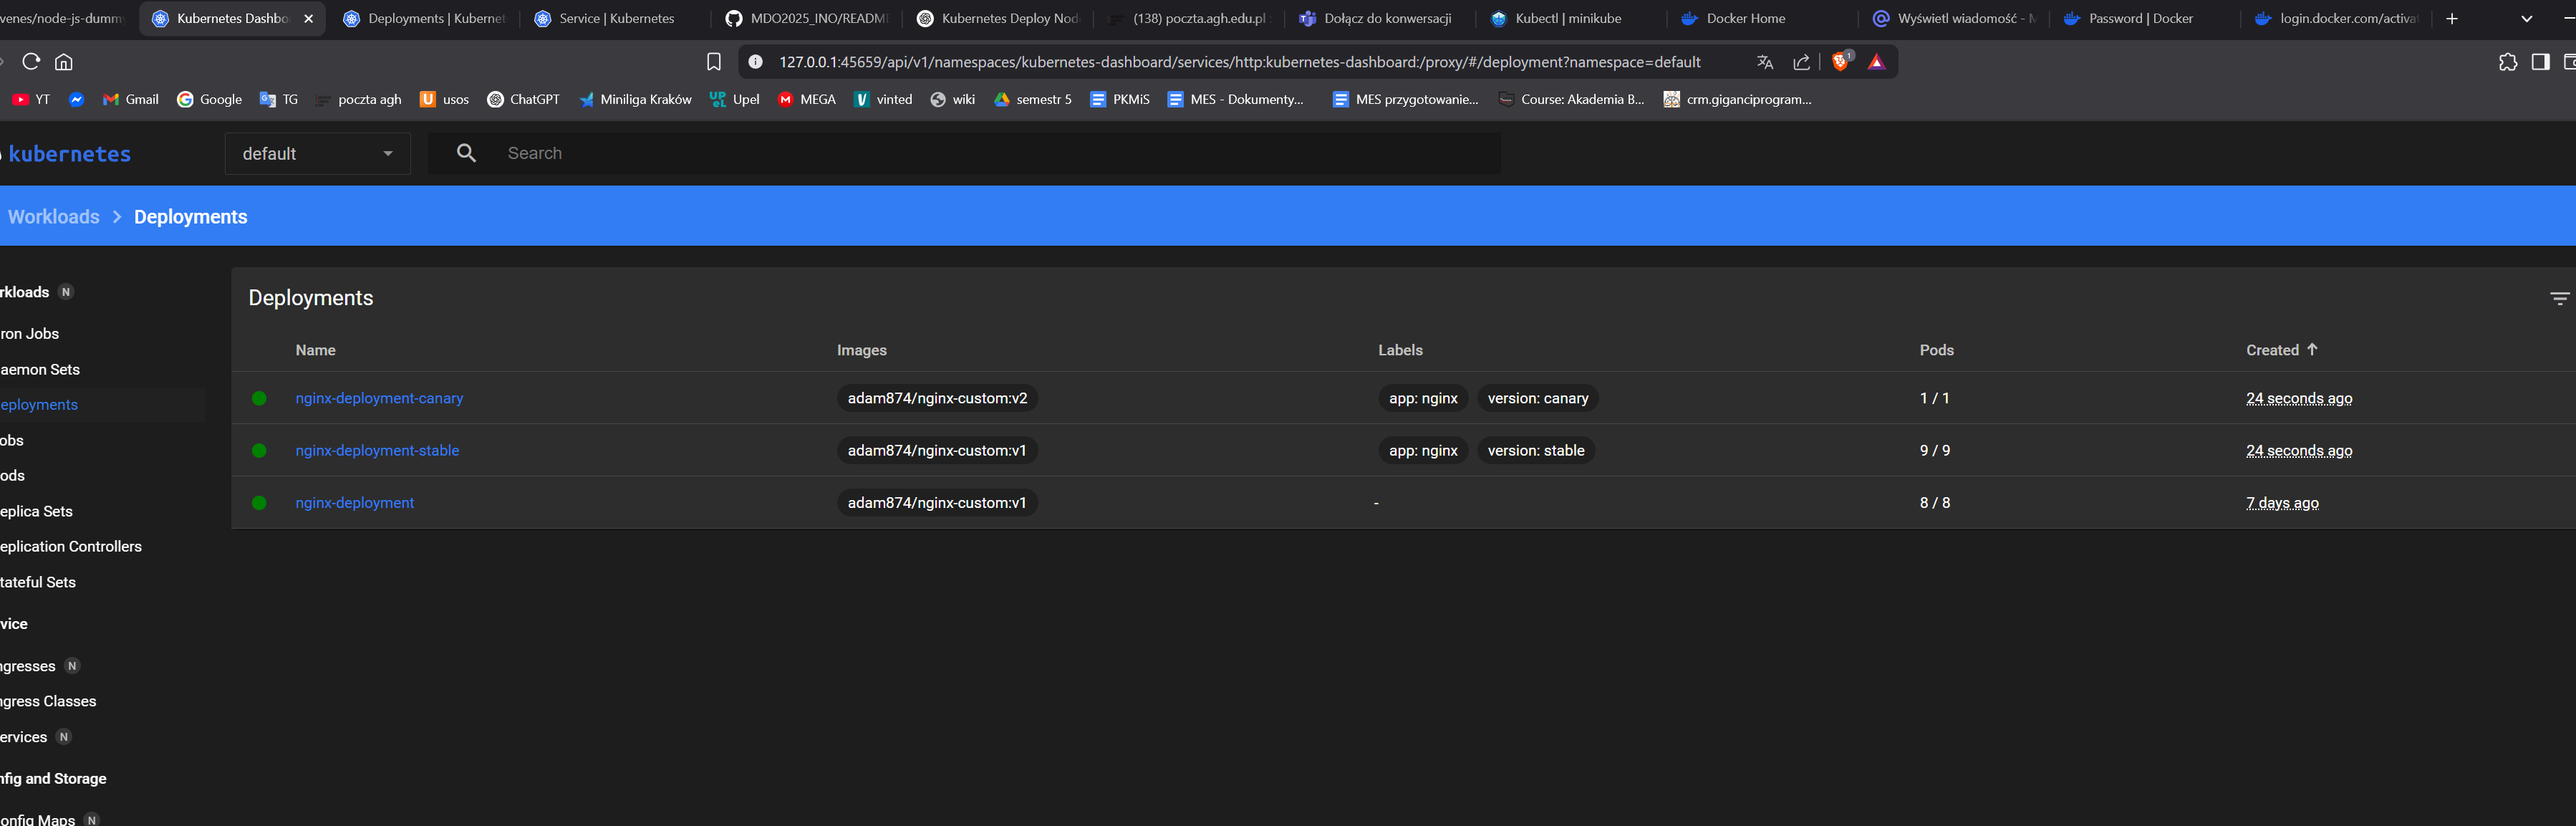 venes/node-js-dumm
Kubernetes Dashbo
Deployments | Kubernet
Service | Kubernetes
MDO2025_INO/READM
Kubernetes Deploy Nod
(138) poczta.agh.edu.pl
Dołącz do konwersacji
Kubectl | minikube
Docker Home
Wyświetl wiadomość - M
Password | Docker
login.docker.com/activat
127.0.0.1:45659/api/v1/namespaces/kubernetes-dashboard/services/http:kubernetes-dashboard:/proxy/#/deployment?namespace=default
1
YT
Gmail
Google
TG
poczta agh
usos
ChatGPT
Miniliga Kraków
Upel
MEGA
vinted
wiki
semestr 5
PKMiS
MES - Dokumenty...
MES przygotowanie...
Course: Akademia B...
crm.giganciprogram...
kubernetes
default
Search
Workloads
Deployments
rkloads N
ron Jobs
aemon Sets
eployments
obs
ods
eplica Sets
eplication Controllers
tateful Sets
vice
ngresses N
ngress Classes
ervices N
nfig and Storage
onfig Maps N
Deployments
Name Images Labels Pods Created
nginx-deployment-canary adam874/nginx-custom:v2 app: nginx version: canary 1 / 1 24 seconds ago
nginx-deployment-stable adam874/nginx-custom:v1 app: nginx version: stable 9 / 9 24 seconds ago
nginx-deployment adam874/nginx-custom:v1 - 8 / 8 7 days ago